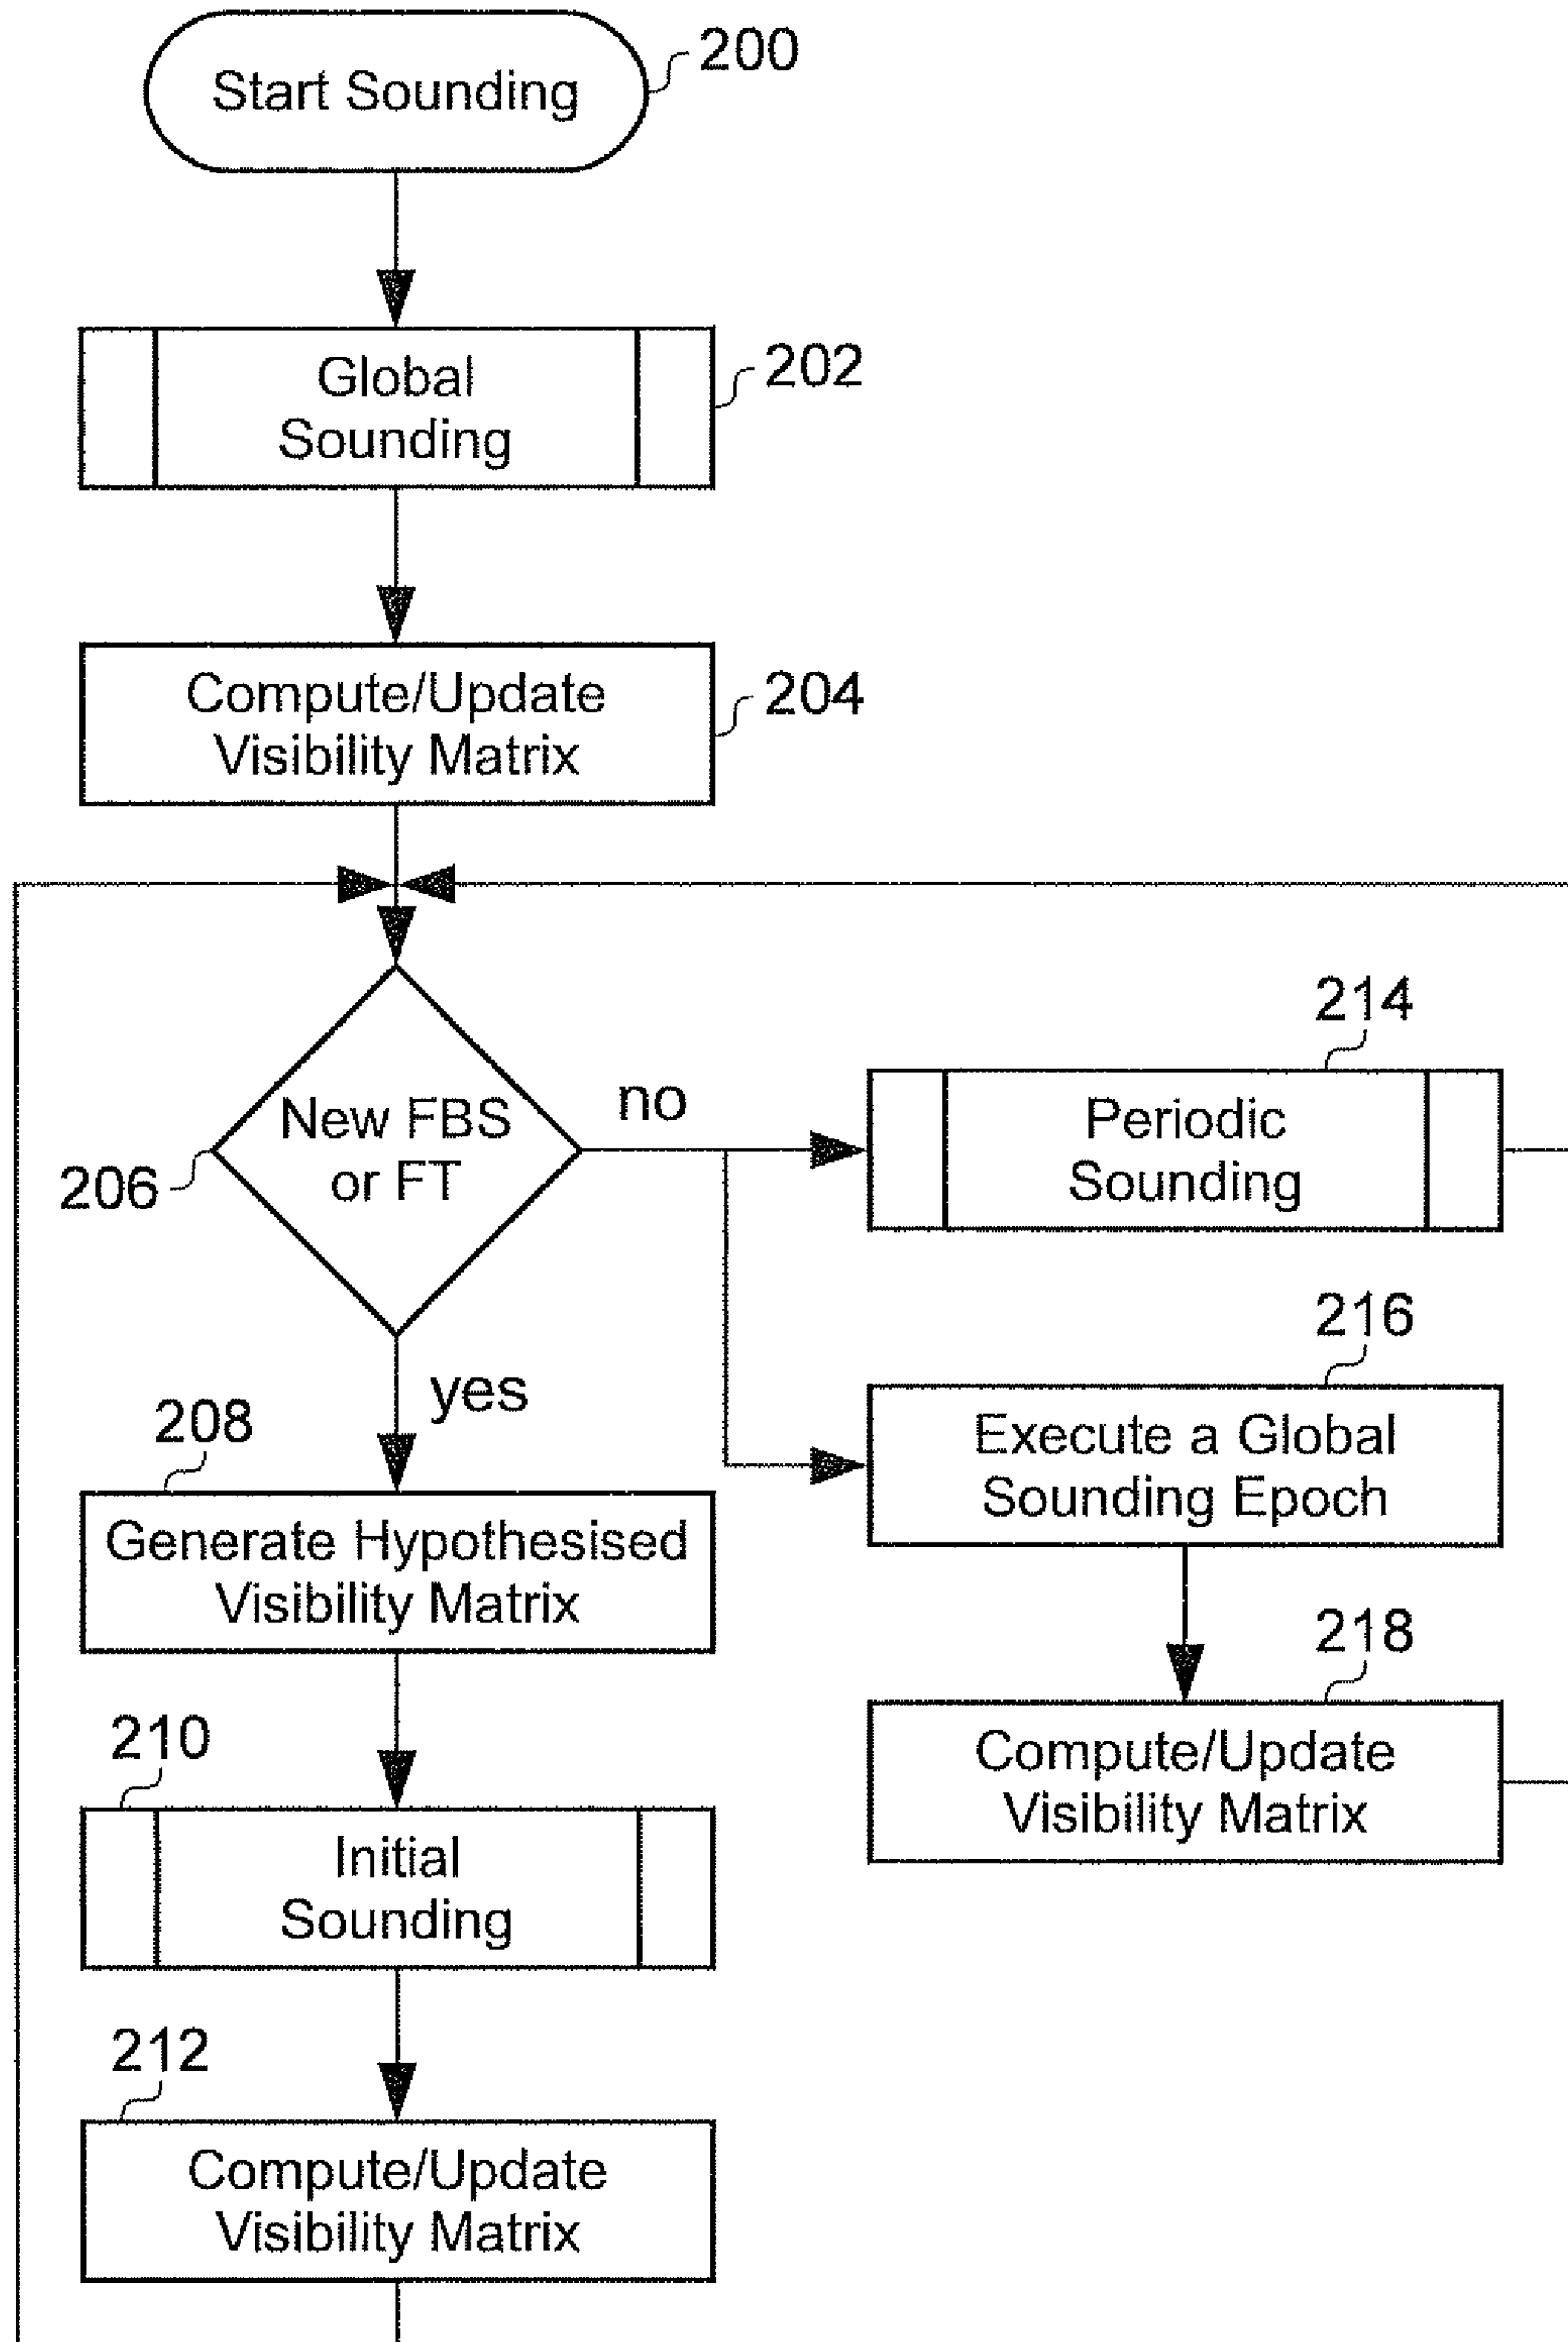 Start Sounding
200
Global
Sounding
202
Compute/Update
Visibility Matrix
204
New FBS
or FT
206
no
yes
214
Periodic
Sounding
216
Execute a Global
Sounding Epoch
208
Generate Hypothesised
Visibility Matrix
218
Compute/Update
Visibility Matrix
210
Initial
Sounding
212
Compute/Update
Visibility Matrix